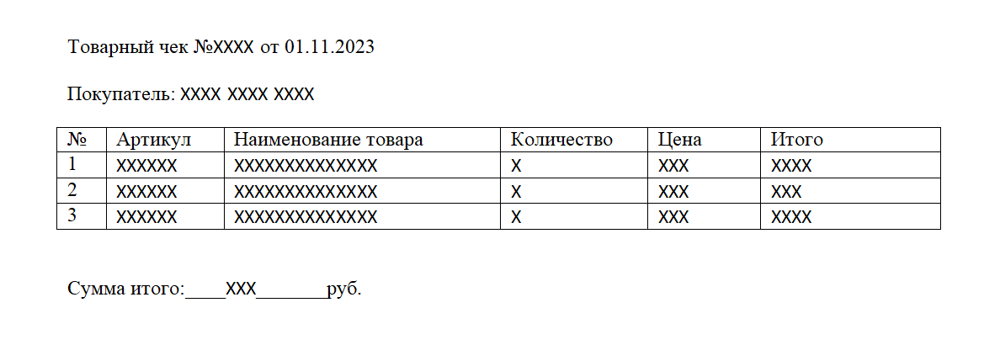 Товарный чек №XXXX от 01.11.2023
Покупатель: XXXX XXXX XXXX
№ Артикул Наименование товара Количество Цена Итого
1 XXXXXX XXXXXXXXXXXXXX X XXX XXXX
2 XXXXXX XXXXXXXXXXXXXX X XXX XXX
3 XXXXXX XXXXXXXXXXXXXX X XXX XXXX
Сумма итого:____XXX_______руб.